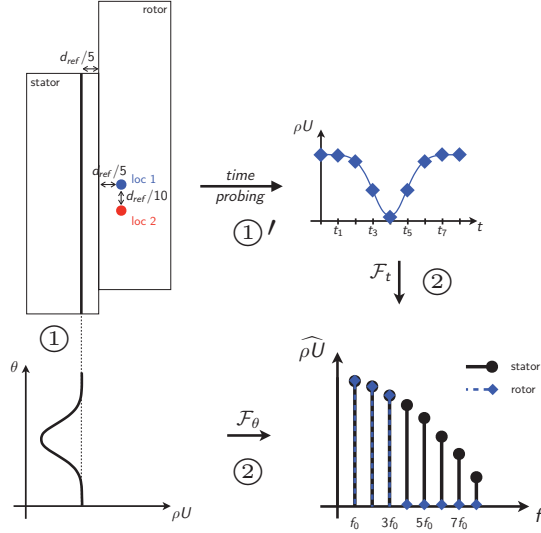 rotor
d_ref/5
stator
d_ref/5
loc 1
d_ref/10
loc 2
time
probing
①′
ρU
t₁
t₃
t₅
t₇
t
ℱ_t
②
①
θ
ρU
ℱ_θ
②
\widehat{ρU}
stator
rotor
f₀
3f₀
5f₀
7f₀
f